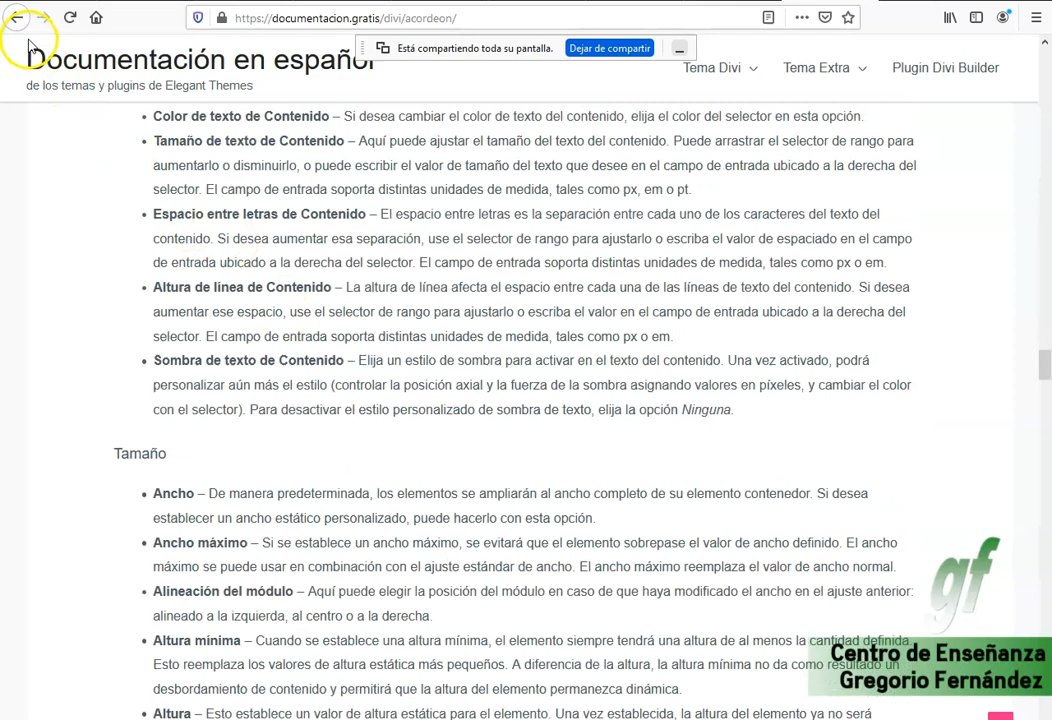 https://documentacion.gratis/divi/acordeon/
Está compartiendo toda su pantalla.
Dejar de compartir
Documentación en español
de los temas y plugins de Elegant Themes
Tema Divi
Tema Extra
Plugin Divi Builder
• Color de texto de Contenido – Si desea cambiar el color de texto del contenido, elija el color del selector en esta opción.
• Tamaño de texto de Contenido – Aquí puede ajustar el tamaño del texto del contenido. Puede arrastrar el selector de rango para
aumentarlo o disminuirlo, o puede escribir el valor de tamaño del texto que desee en el campo de entrada ubicado a la derecha del
selector. El campo de entrada soporta distintas unidades de medida, tales como px, em o pt.
• Espacio entre letras de Contenido – El espacio entre letras es la separación entre cada uno de los caracteres del texto del
contenido. Si desea aumentar esa separación, use el selector de rango para ajustarlo o escriba el valor de espaciado en el campo
de entrada ubicado a la derecha del selector. El campo de entrada soporta distintas unidades de medida, tales como px o em.
• Altura de línea de Contenido – La altura de línea afecta el espacio entre cada una de las líneas de texto del contenido. Si desea
aumentar ese espacio, use el selector de rango para ajustarlo o escriba el valor en el campo de entrada ubicado a la derecha del
selector. El campo de entrada soporta distintas unidades de medida, tales como px o em.
• Sombra de texto de Contenido – Elija un estilo de sombra para activar en el texto del contenido. Una vez activado, podrá
personalizar aún más el estilo (controlar la posición axial y la fuerza de la sombra asignando valores en píxeles, y cambiar el color
con el selector). Para desactivar el estilo personalizado de sombra de texto, elija la opción Ninguna.
Tamaño
• Ancho – De manera predeterminada, los elementos se ampliarán al ancho completo de su elemento contenedor. Si desea
establecer un ancho estático personalizado, puede hacerlo con esta opción.
• Ancho máximo – Si se establece un ancho máximo, se evitará que el elemento sobrepase el valor de ancho definido. El ancho
máximo se puede usar en combinación con el ajuste estándar de ancho. El ancho máximo reemplaza el valor de ancho normal.
• Alineación del módulo – Aquí puede elegir la posición del módulo en caso de que haya modificado el ancho en el ajuste anterior:
alineado a la izquierda, al centro o a la derecha.
• Altura mínima – Cuando se establece una altura mínima, el elemento siempre tendrá una altura de al menos la cantidad definida.
Esto reemplaza los valores de altura estática más pequeños. A diferencia de la altura, la altura mínima no da como resultado un
desbordamiento de contenido y permitirá que la altura del elemento permanezca dinámica.
• Altura – Esto establece un valor de altura estática para el elemento. Una vez establecida, la altura del elemento ya no será
gf
Centro de Enseñanza
Gregorio Fernández